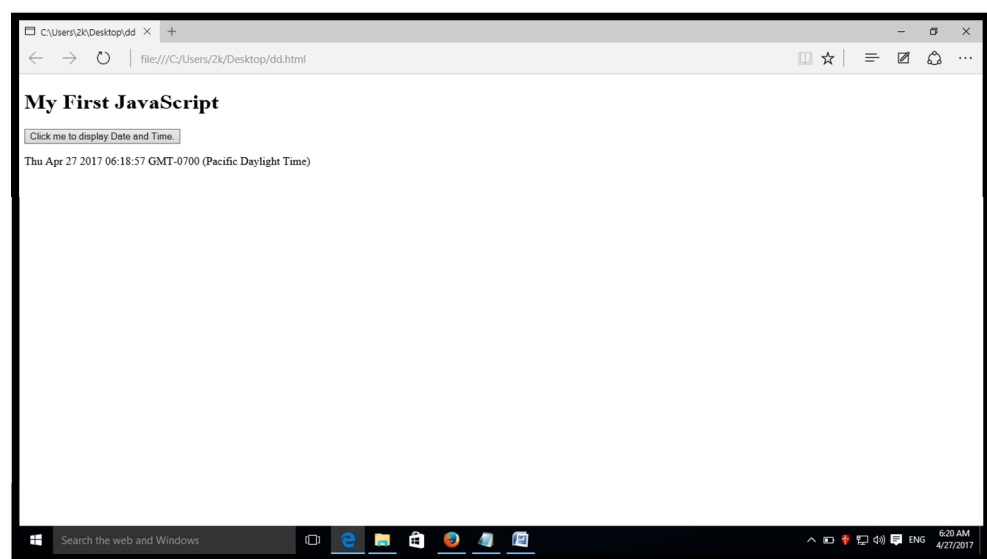 C:\Users\2k\Desktop\dd
file:///C:/Users/2k/Desktop/dd.html
My First JavaScript
Click me to display Date and Time.
Thu Apr 27 2017 06:18:57 GMT-0700 (Pacific Daylight Time)
Search the web and Windows
ENG
6:20 AM
4/27/2017